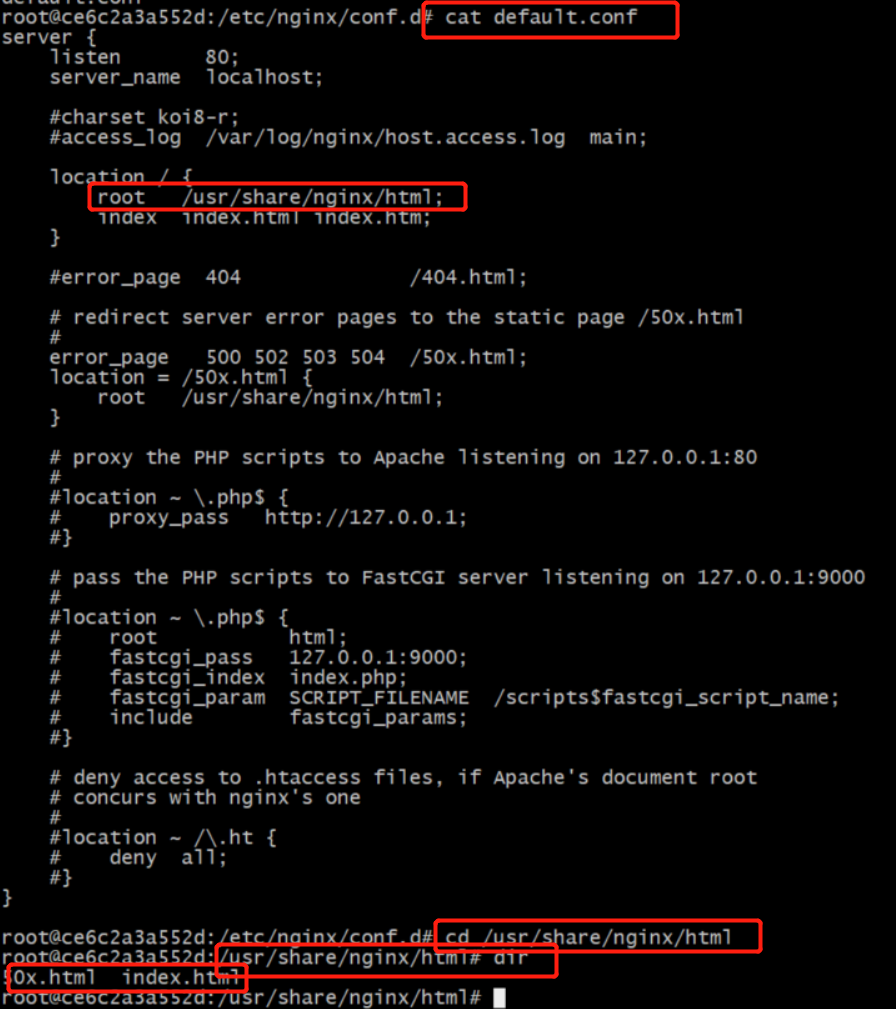 default.conf
root@ce6c2a3a552d:/etc/nginx/conf.d# cat default.conf
server {
    listen       80;
    server_name  localhost;

    #charset koi8-r;
    #access_log  /var/log/nginx/host.access.log  main;

    location / {
        root   /usr/share/nginx/html;
        index  index.html index.htm;
    }

    #error_page  404              /404.html;

    # redirect server error pages to the static page /50x.html
    #
    error_page   500 502 503 504  /50x.html;
    location = /50x.html {
        root   /usr/share/nginx/html;
    }

    # proxy the PHP scripts to Apache listening on 127.0.0.1:80
    #
    #location ~ \.php$ {
    #    proxy_pass   http://127.0.0.1;
    #}

    # pass the PHP scripts to FastCGI server listening on 127.0.0.1:9000
    #
    #location ~ \.php$ {
    #    root           html;
    #    fastcgi_pass   127.0.0.1:9000;
    #    fastcgi_index  index.php;
    #    fastcgi_param  SCRIPT_FILENAME  /scripts$fastcgi_script_name;
    #    include        fastcgi_params;
    #}

    # deny access to .htaccess files, if Apache's document root
    # concurs with nginx's one
    #
    #location ~ /\.ht {
    #    deny  all;
    #}
}

root@ce6c2a3a552d:/etc/nginx/conf.d# cd /usr/share/nginx/html
root@ce6c2a3a552d:/usr/share/nginx/html# dir
50x.html  index.html
root@ce6c2a3a552d:/usr/share/nginx/html#